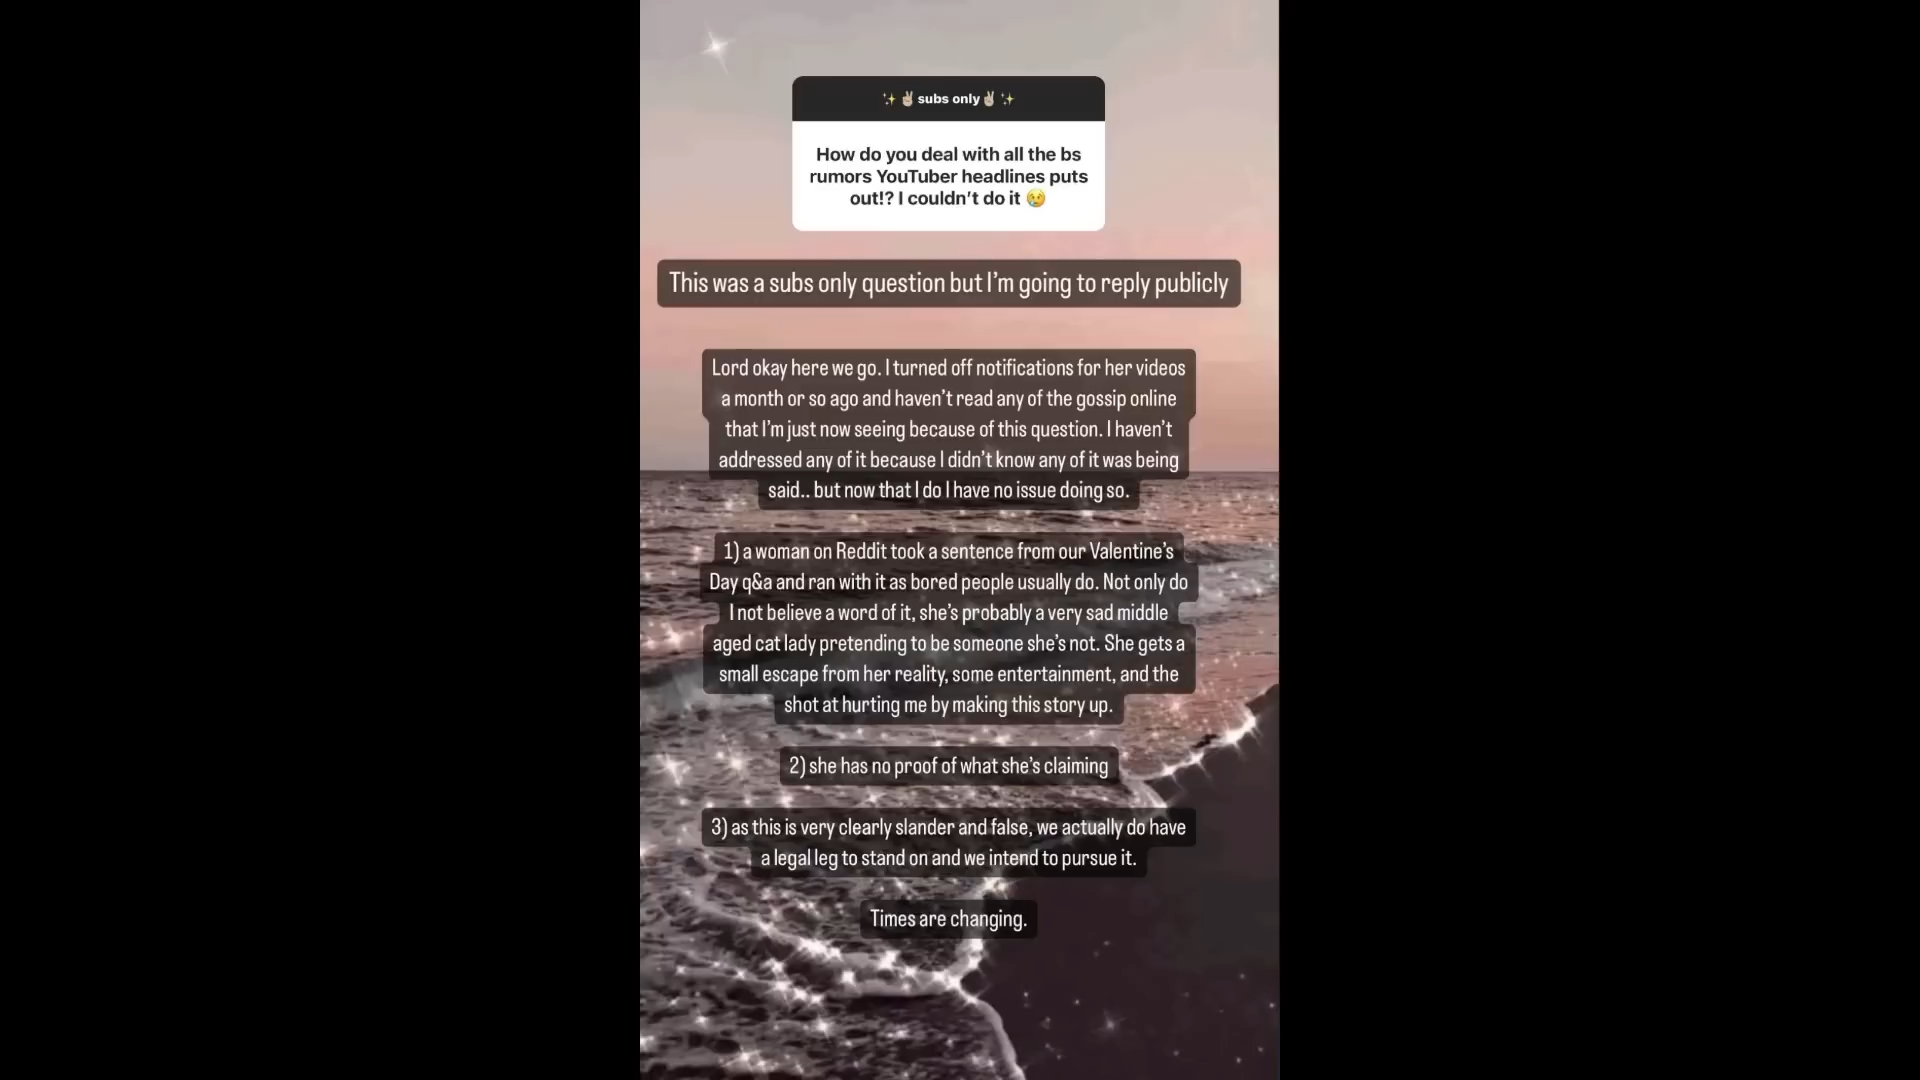 ✨✌🏼subs only✌🏼✨
How do you deal with all the bs
rumors YouTuber headlines puts
out!? I couldn't do it 😢
This was a subs only question but I'm going to reply publicly
Lord okay here we go. I turned off notifications for her videos
a month or so ago and haven't read any of the gossip online
that I'm just now seeing because of this question. I haven't
addressed any of it because I didn't know any of it was being
said.. but now that I do I have no issue doing so.
1) a woman on Reddit took a sentence from our Valentine's
Day q&a and ran with it as bored people usually do. Not only do
I not believe a word of it, she's probably a very sad middle
aged cat lady pretending to be someone she's not. She gets a
small escape from her reality, some entertainment, and the
shot at hurting me by making this story up.
2) she has no proof of what she's claiming
3) as this is very clearly slander and false, we actually do have
a legal leg to stand on and we intend to pursue it.
Times are changing.